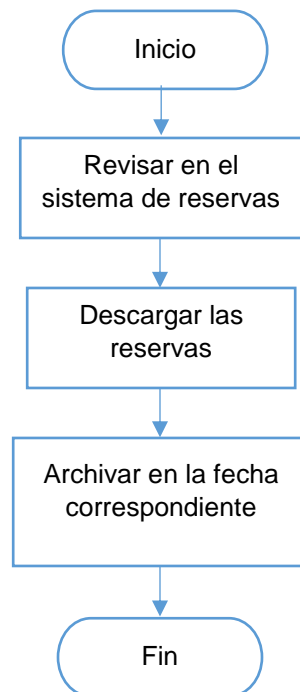 Inicio
Revisar en el
sistema de reservas
Descargar las
reservas
Archivar en la fecha
correspondiente
Fin